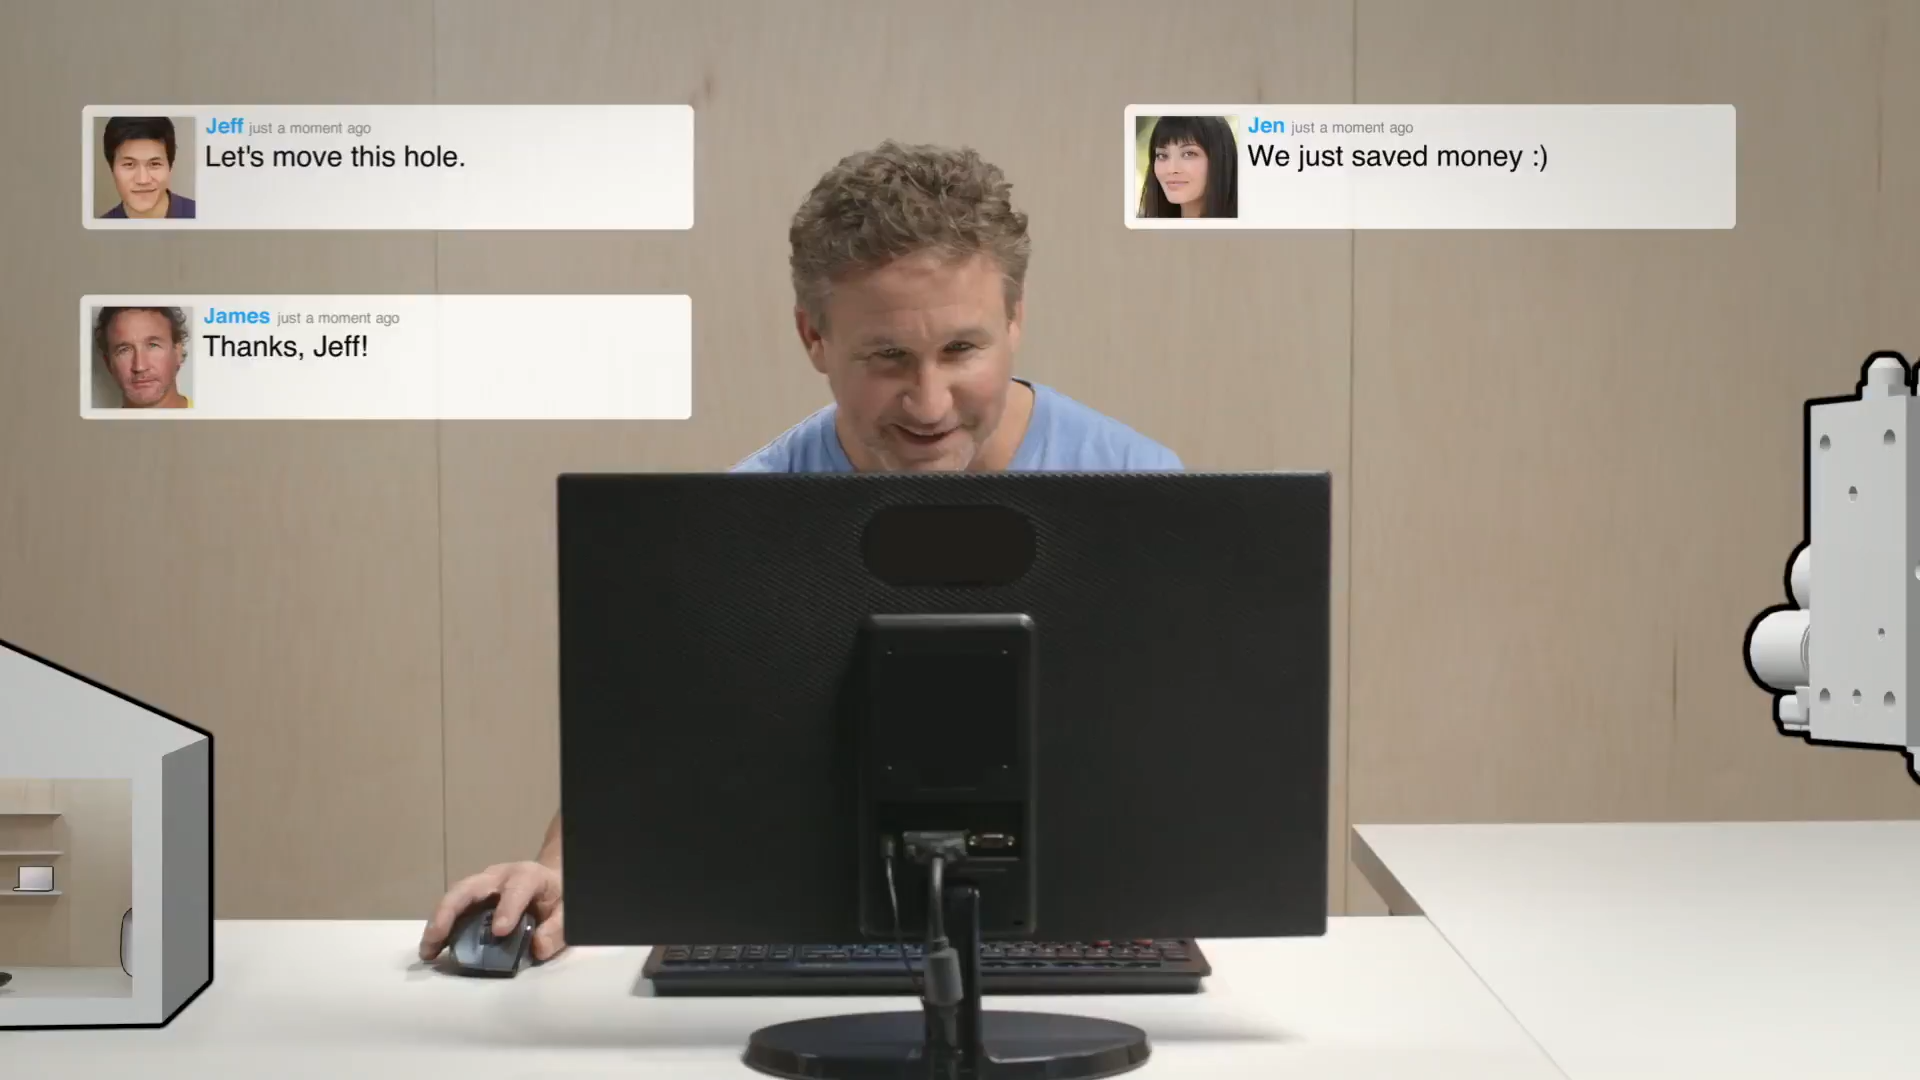 Jeff just a moment ago
Let's move this hole.
James just a moment ago
Thanks, Jeff!
Jen just a moment ago
We just saved money :)